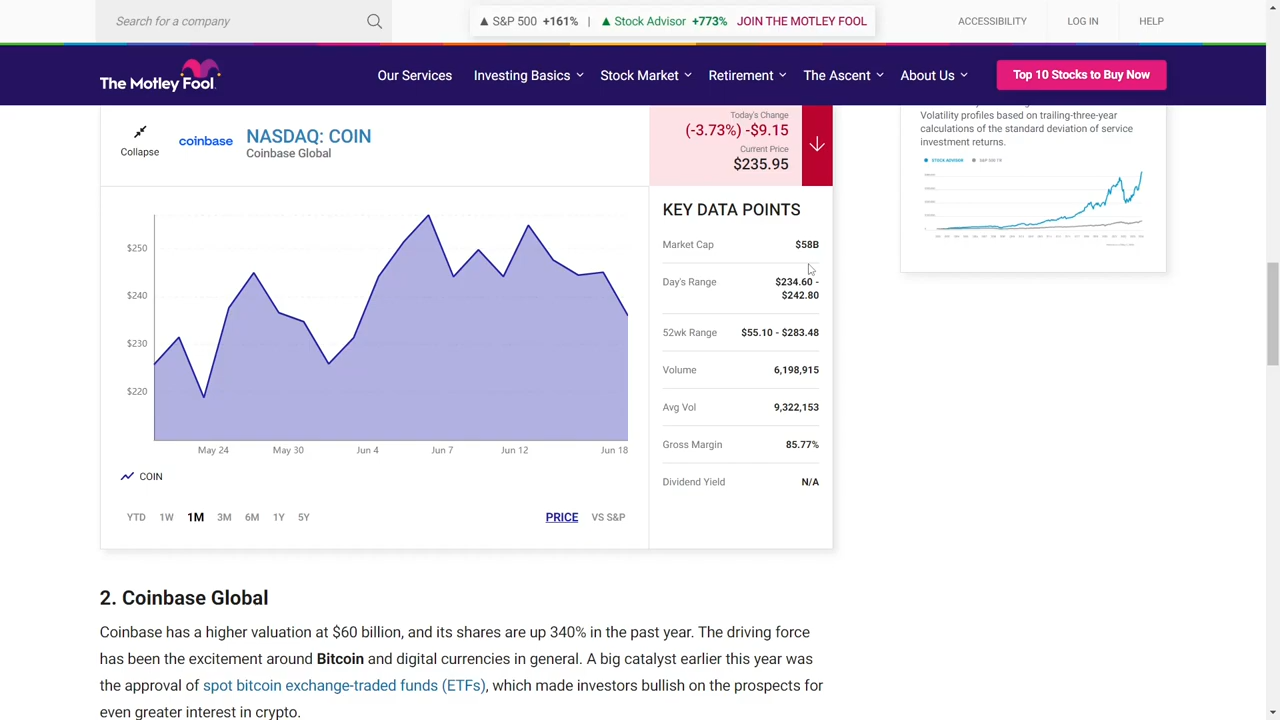 Search for a company
▲ S&P 500 +161% | ▲ Stock Advisor +773% JOIN THE MOTLEY FOOL
ACCESSIBILITY
LOG IN
HELP
The Motley Fool
Our Services
Investing Basics
Stock Market
Retirement
The Ascent
About Us
Top 10 Stocks to Buy Now
Collapse
coinbase
NASDAQ: COIN
Coinbase Global
Today's Change
(-3.73%) -$9.15
Current Price
$235.95
Volatility profiles based on trailing-three-year
calculations of the standard deviation of service
investment returns.
STOCK ADVISOR
$250
$240
$230
$220
May 24
May 30
Jun 4
Jun 7
Jun 12
Jun 18
COIN
YTD 1W 1M 3M 6M 1Y 5Y
PRICE VS S&P
KEY DATA POINTS
Market Cap $58B
Day's Range $234.60 -
$242.80
52wk Range $55.10 - $283.48
Volume 6,198,915
Avg Vol 9,322,153
Gross Margin 85.77%
Dividend Yield N/A
2. Coinbase Global
Coinbase has a higher valuation at $60 billion, and its shares are up 340% in the past year. The driving force
has been the excitement around Bitcoin and digital currencies in general. A big catalyst earlier this year was
the approval of spot bitcoin exchange-traded funds (ETFs), which made investors bullish on the prospects for
even greater interest in crypto.